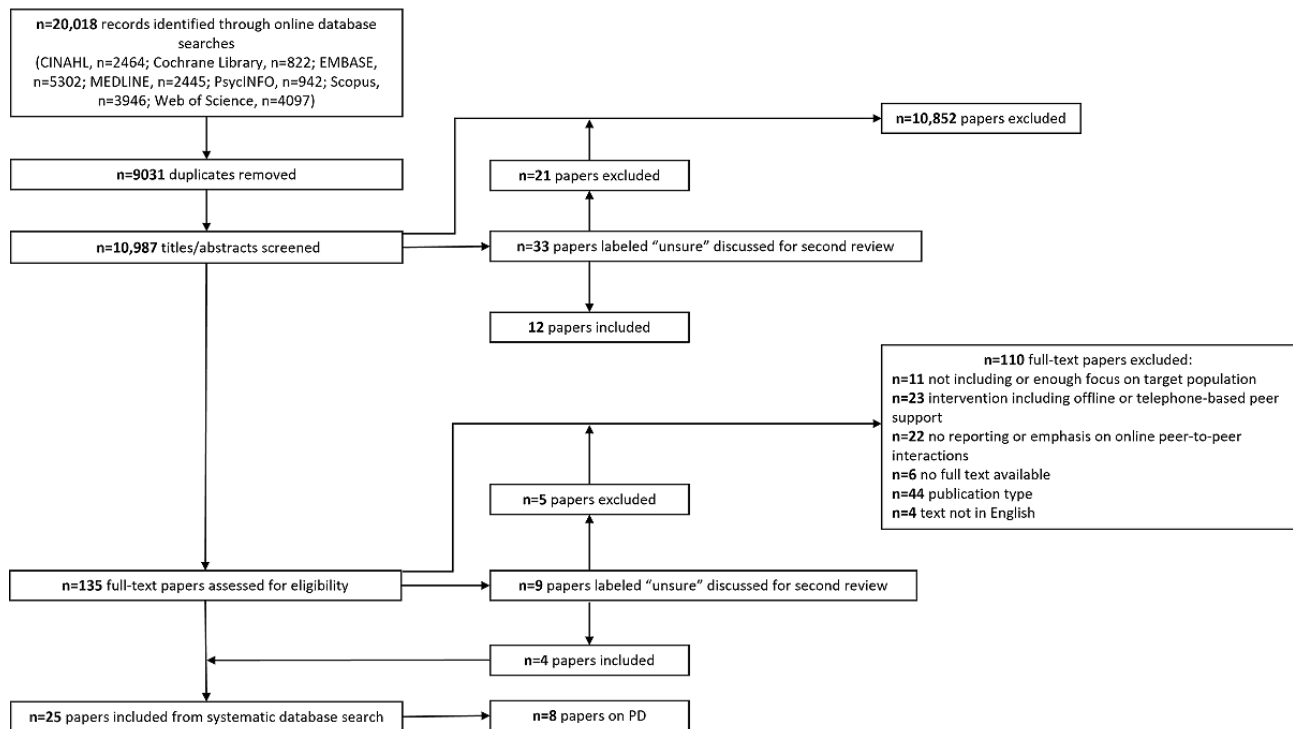 n=20,018 records identified through online database
searches
(CINAHL, n=2464; Cochrane Library, n=822; EMBASE,
n=5302; MEDLINE, n=2445; PsycINFO, n=942; Scopus,
n=3946; Web of Science, n=4097)
n=10,852 papers excluded
n=9031 duplicates removed
n=21 papers excluded
n=10,987 titles/abstracts screened
n=33 papers labeled “unsure” discussed for second review
12 papers included
n=110 full-text papers excluded:
n=11 not including or enough focus on target population
n=23 intervention including offline or telephone-based peer
support
n=22 no reporting or emphasis on online peer-to-peer
interactions
n=6 no full text available
n=44 publication type
n=4 text not in English
n=5 papers excluded
n=135 full-text papers assessed for eligibility
n=9 papers labeled “unsure” discussed for second review
n=4 papers included
n=25 papers included from systematic database search
n=8 papers on PD